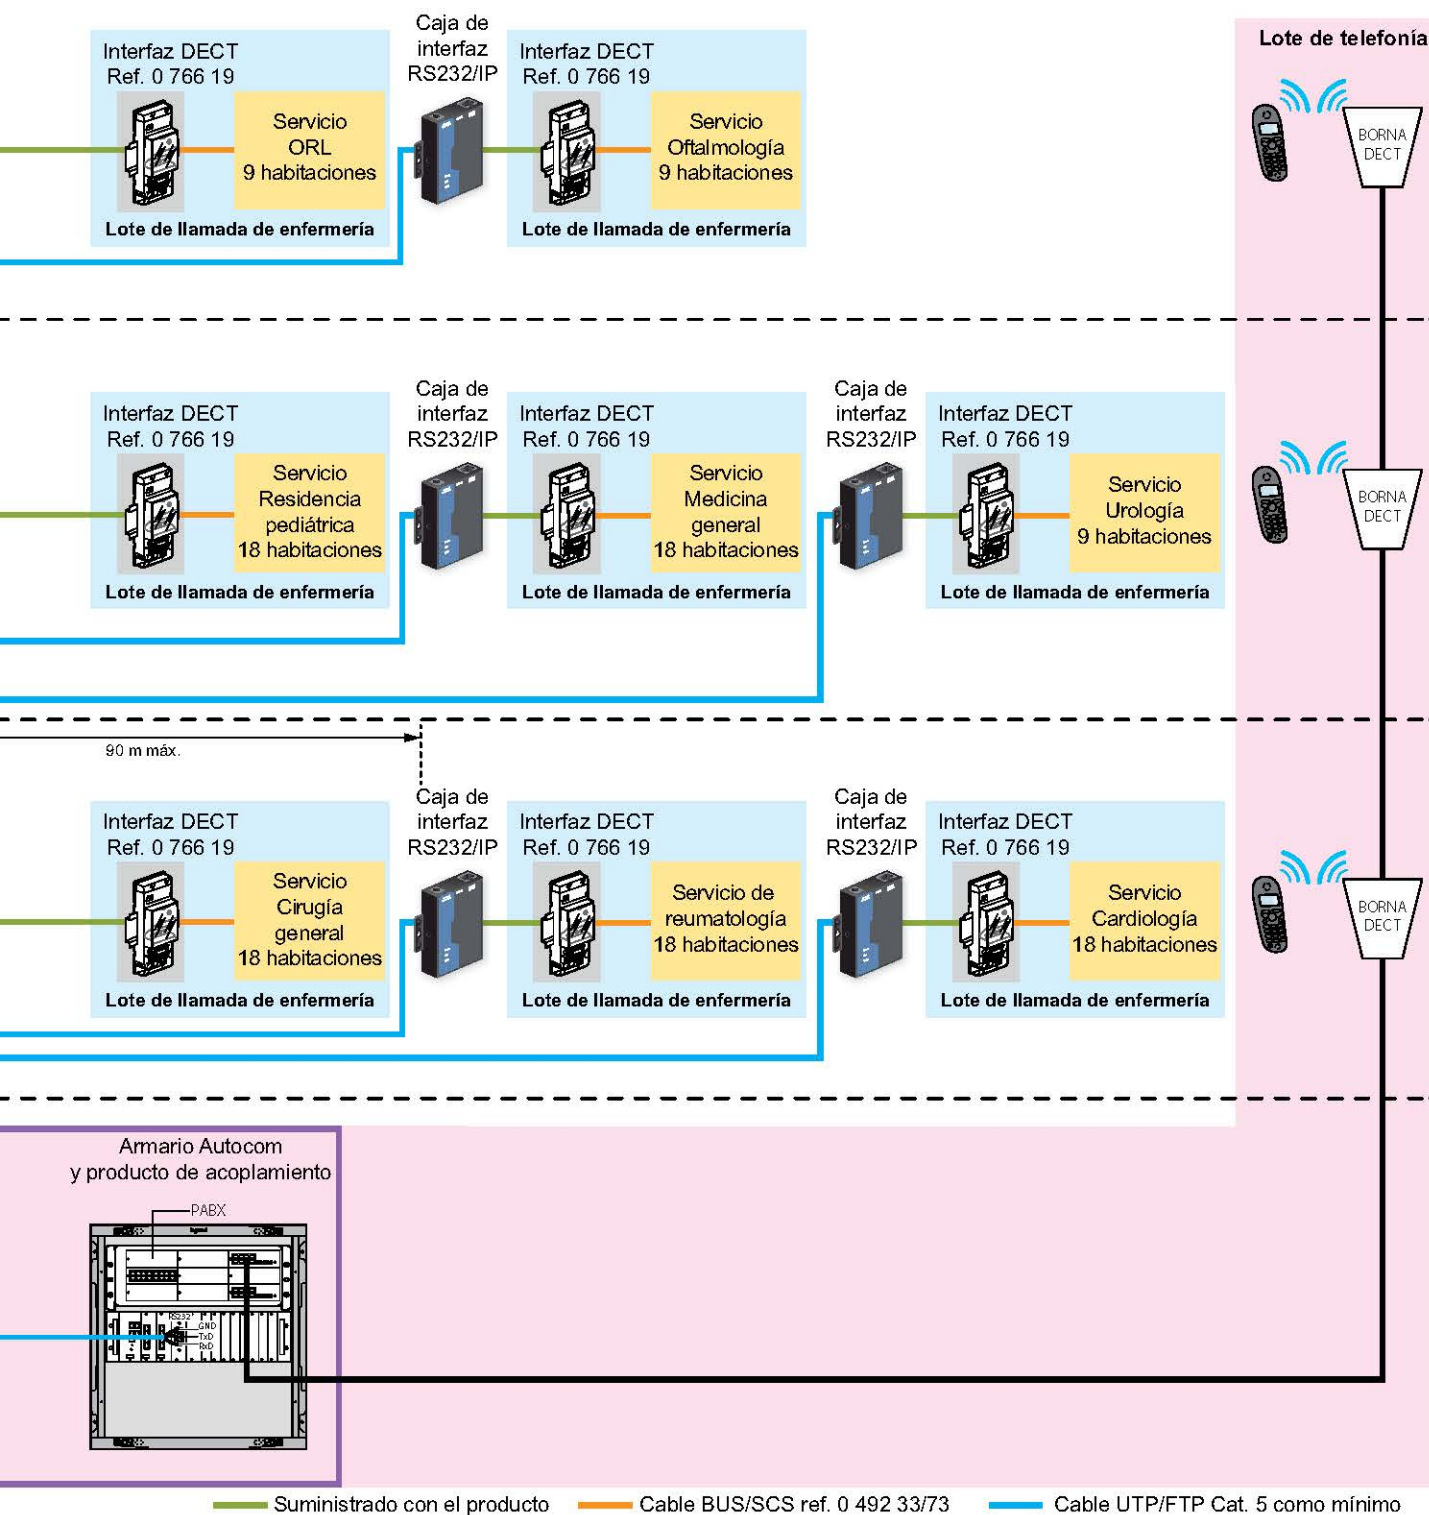 Lote de telefonía
Caja de
interfaz
RS232/IP
Interfaz DECT
Ref. 0 766 19
Servicio
ORL
9 habitaciones
Lote de llamada de enfermería
Interfaz DECT
Ref. 0 766 19
Servicio
Oftalmología
9 habitaciones
Lote de llamada de enfermería
BORNA
DECT
Interfaz DECT
Ref. 0 766 19
Servicio
Residencia
pediátrica
18 habitaciones
Lote de llamada de enfermería
Caja de
interfaz
RS232/IP
Interfaz DECT
Ref. 0 766 19
Servicio
Medicina
general
18 habitaciones
Lote de llamada de enfermería
Caja de
interfaz
RS232/IP
Interfaz DECT
Ref. 0 766 19
Servicio
Urología
9 habitaciones
Lote de llamada de enfermería
BORNA
DECT
90 m máx.
Interfaz DECT
Ref. 0 766 19
Servicio
Cirugía
general
18 habitaciones
Lote de llamada de enfermería
Caja de
interfaz
RS232/IP
Interfaz DECT
Ref. 0 766 19
Servicio de
reumatología
18 habitaciones
Lote de llamada de enfermería
Caja de
interfaz
RS232/IP
Interfaz DECT
Ref. 0 766 19
Servicio
Cardiología
18 habitaciones
Lote de llamada de enfermería
BORNA
DECT
Armario Autocom
y producto de acoplamiento
PABX
legrand
RS232
GND
TxD
RxD
Suministrado con el producto
Cable BUS/SCS ref. 0 492 33/73
Cable UTP/FTP Cat. 5 como mínimo